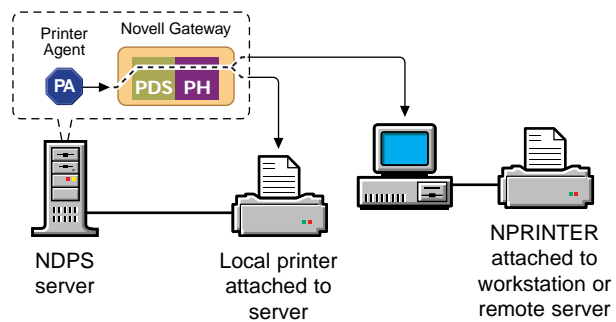 Printer
Agent
Novell Gateway
PA
PDS PH
NDPS
server
Local printer
attached to
server
NPRINTER
attached to
workstation or
remote server